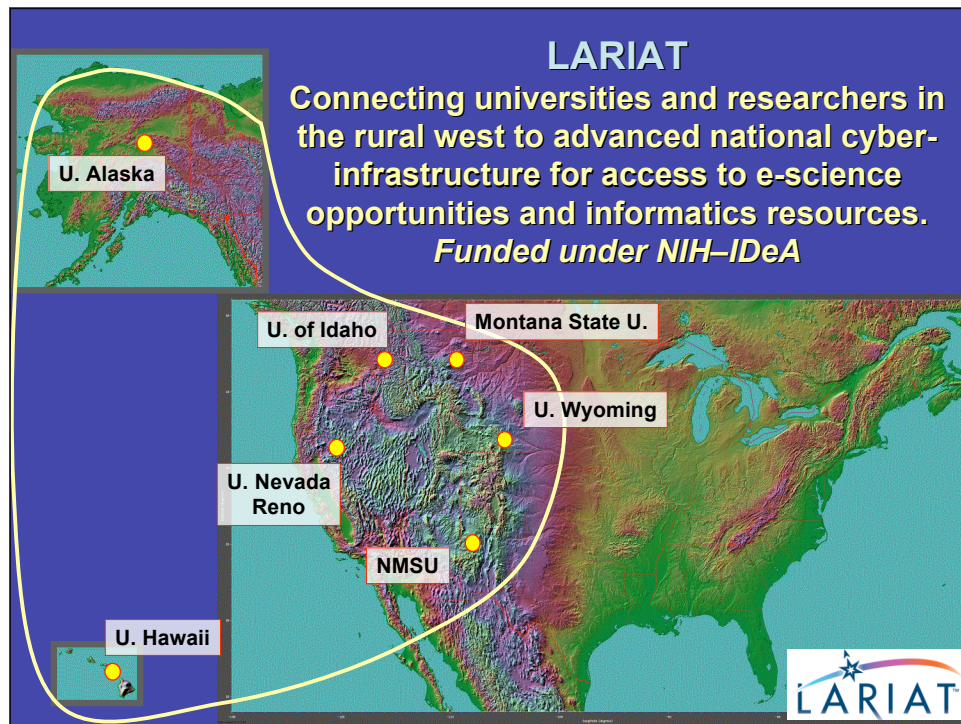 LARIAT
Connecting universities and researchers in
the rural west to advanced national cyber-
infrastructure for access to e-science
opportunities and informatics resources.
Funded under NIH–IDeA
U. Alaska
U. of Idaho
Montana State U.
U. Wyoming
U. Nevada
Reno
NMSU
U. Hawaii
LARIAT™